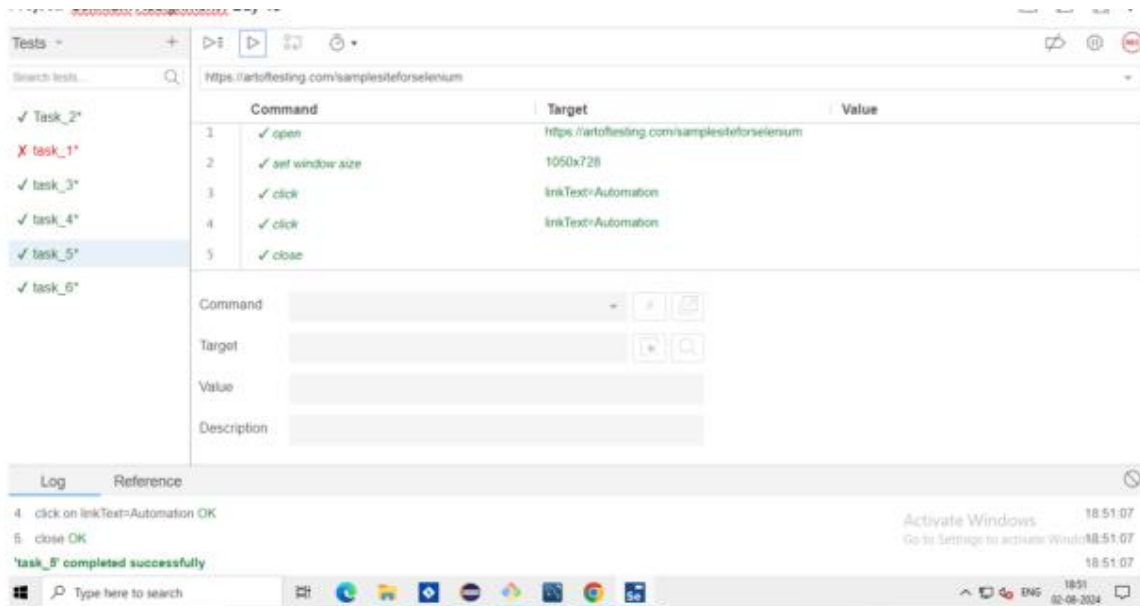 Tests
Search tests...
https://artoftesting.com/samplesiteforselenium
Command Target Value
✓ Task_2*
✗ task_1*
✓ task_3*
✓ task_4*
✓ task_5*
✓ task_6*
1 ✓ open https://artoftesting.com/samplesiteforselenium
2 ✓ set window size 1050x728
3 ✓ click linkText=Automation
4 ✓ click linkText=Automation
5 ✓ close
Command
Target
Value
Description
Log Reference
4. click on linkText=Automation OK 18:51:07
5. close OK 18:51:07
'task_5' completed successfully 18:51:07
Activate Windows
Go to Settings to activate
Type here to search
Se
ENG
18:51
02-08-2024